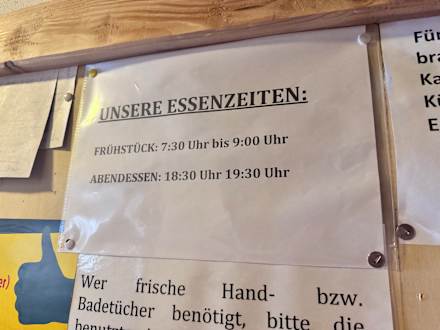 UNSERE ESSENZEITEN:
FRÜHSTÜCK: 7:30 Uhr bis 9:00 Uhr
ABENDESSEN: 18:30 Uhr 19:30 Uhr
Wer frische Hand- bzw.
Badetücher benötigt, bitte die
Für